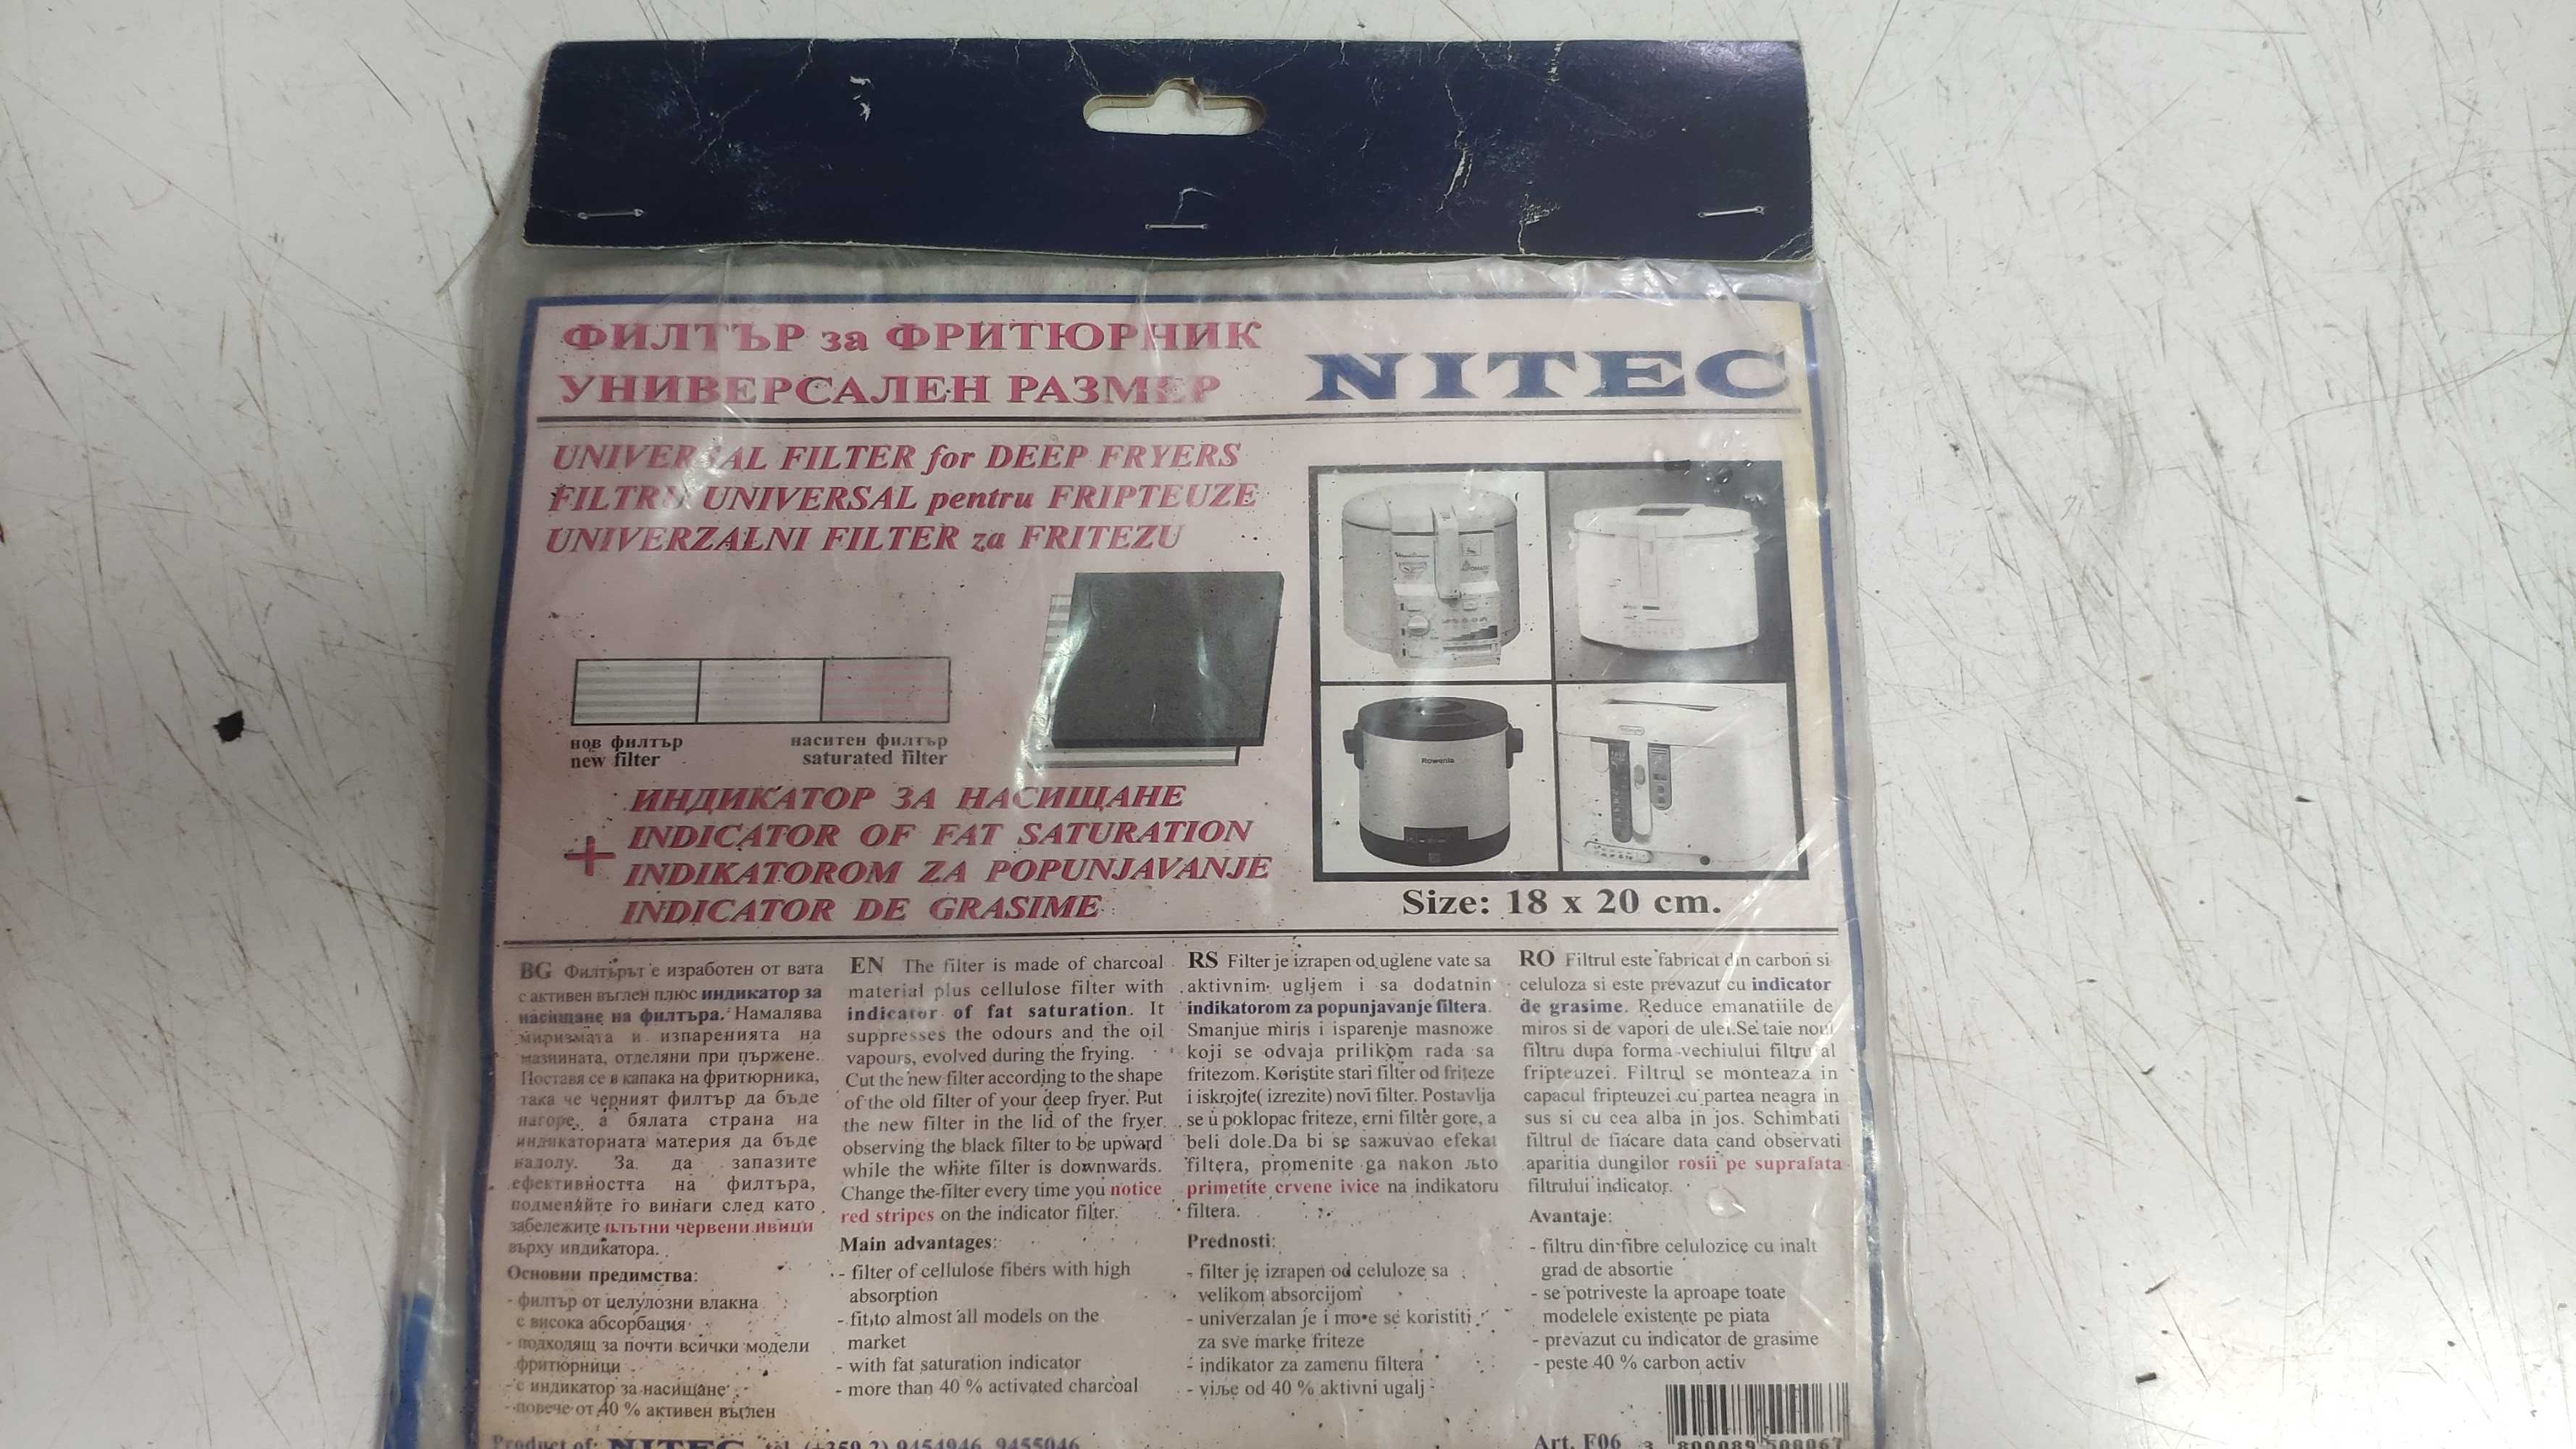 ФИЛТЪР за ФРИТЮРНИК
УНИВЕРСАЛЕН РАЗМЕР
NITEC
UNIVERSAL FILTER for DEEP FRYERS
FILTRU UNIVERSAL pentru FRIPTEUZE
UNIVERZALNI FILTER za FRITEZU
нов филтър
new filter
наситен филтър
saturated filter
+
ИНДИКАТОР ЗА НАСИЩАНЕ
INDICATOR OF FAT SATURATION
INDIKATOROM ZA POPUNJAVANJE
INDICATOR DE GRASIME
Rowenta
Size: 18 x 20 cm.
BG Филтърът е изработен от вата
с активен въглен плюс индикатор за
насищане на филтъра. Намалява
миризмата и изпаренията на
мазнината, отделяни при пържене.
Поставя се в капака на фритюрника,
така че черният филтър да бъде
нагоре, а бялата страна на
индикаторната материя да бъде
надолу. За да запазите
ефективността на филтъра,
подменяйте го винаги след като
забележите плътни червени ивици
върху индикатора.
Основни предимства:
- филтър от целулозни влакна
с висока абсорбация
- подходящ за почти всички модели
фритюрници
- с индикатор за насищане
- повече от 40 % активен въглен
EN The filter is made of charcoal
material plus cellulose filter with
indicator of fat saturation. It
suppresses the odours and the oil
vapours, evolved during the frying.
Cut the new filter according to the shape
of the old filter of your deep fryer. Put
the new filter in the lid of the fryer
observing the black filter to be upward
while the white filter is downwards.
Change the filter every time you notice
red stripes on the indicator filter.
Main advantages:
- filter of cellulose fibers with high
absorption
- fit to almost all models on the
market
- with fat saturation indicator
- more than 40 % activated charcoal
RS Filter je izrapen od uglene vate sa
aktivnim ugljem i sa dodatnin
indikatorom za popunjavanje filtera.
Smanjue miris i isparenje masnoже
koji se odvaja prilikom rada sa
fritezom. Koristite stari filter od friteze
i iskrojte( izrezite) novi filter. Postavlja
se u poklopac friteze, erni filter gore, a
beli dole.Da bi se saжuvao efekat
filtera, promenite ga nakon љto
primetite crvene ivice na indikatoru
filtera.
Prednosti:
- filter je izrapen od celuloze sa
velikom absorcijom
- univerzalan je i mo•e se koristiti
za sve marke friteze
- indikator za zamenu filtera
- viљe od 40 % aktivni ugalj
RO Filtrul este fabricat din carbon si
celuloza si este prevazut cu indicator
de grasime. Reduce emanatiile de
miros si de vapori de ulei.Se taie noul
filtru dupa forma vechiului filtru al
fripteuzei. Filtrul se monteaza in
capacul fripteuzei cu partea neagra in
sus si cu cea alba in jos. Schimbati
filtrul de fiacare data cand observati
aparitia dungilor rosii pe suprafata
filtrului indicator.
Avantaje:
- filtru din fibre celulozice cu inalt
grad de absortie
- se potriveste la aproape toate
modelele existente pe piata
- prevazut cu indicator de grasime
- peste 40 % carbon activ
Product of: NITEC tel. (+359 2) 9454946, 9455046
Art. F06
3 800089 500067